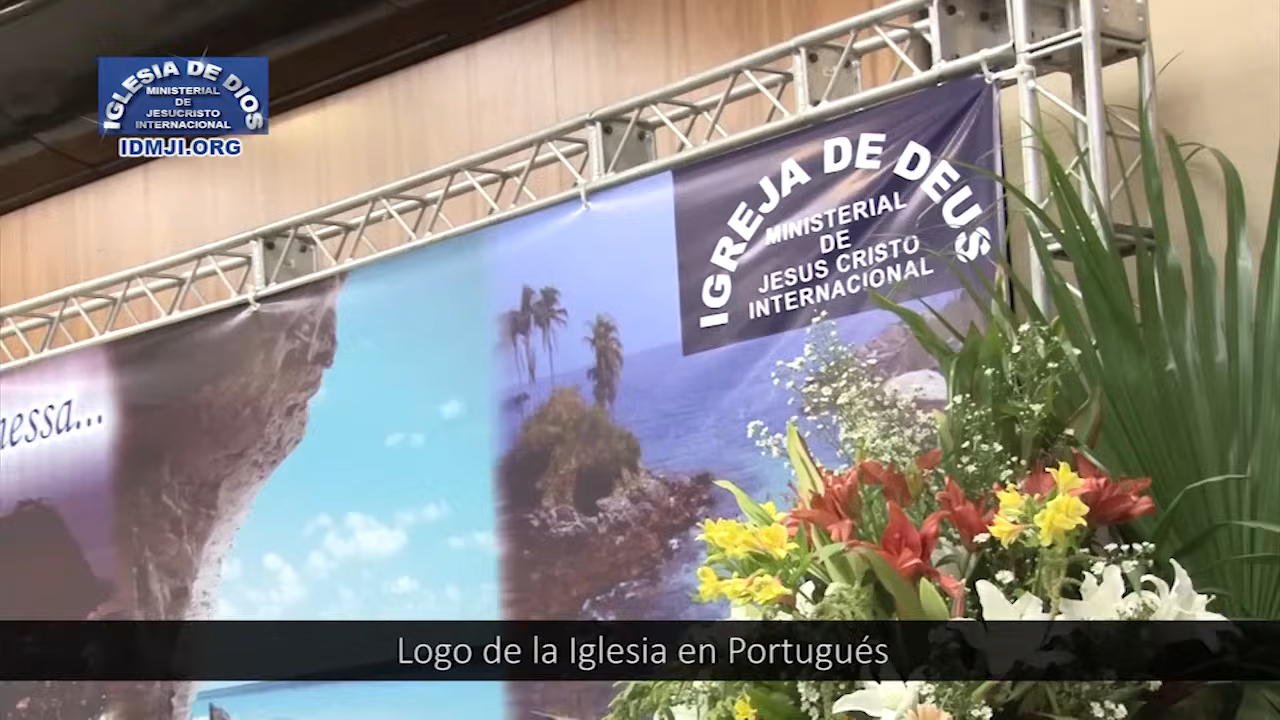 IGLESIA DE DIOS
MINISTERIAL
DE
JESUCRISTO
INTERNACIONAL
IDMJI.ORG
IGREJA DE DEUS
MINISTERIAL
DE
JESUS CRISTO
INTERNACIONAL
Logo de la Iglesia en Portugués